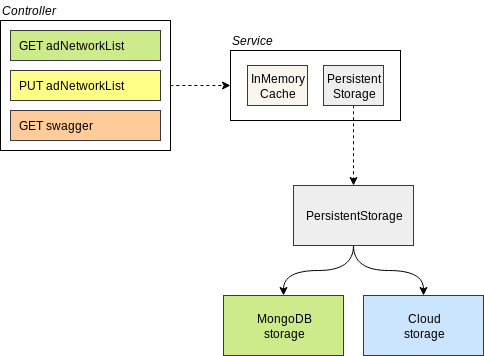 Controller
GET adNetworkList
PUT adNetworkList
GET swagger
Service
InMemory
Cache
Persistent
Storage
PersistentStorage
MongoDB
storage
Cloud
storage